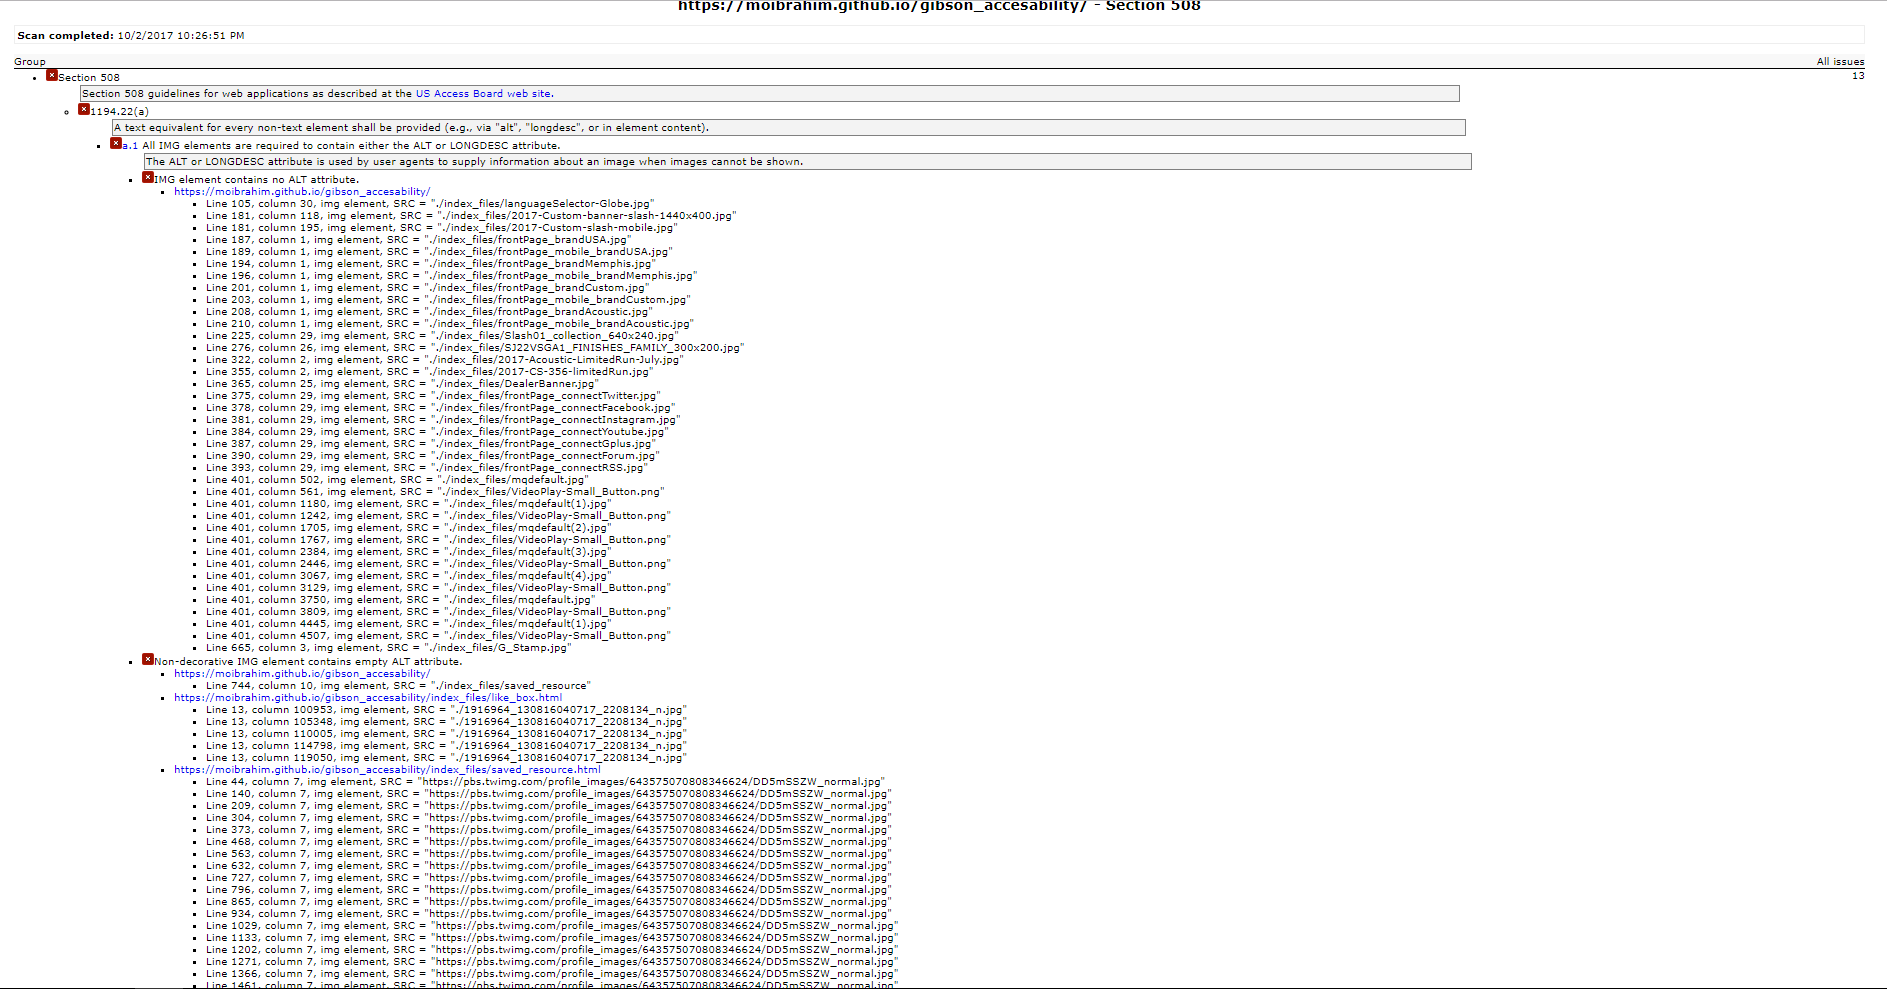 https://moibrahim.github.io/gibson_accesability/ - Section 508
Scan completed: 10/2/2017 10:26:51 PM
Group All issues
Section 508 13
Section 508 guidelines for web applications as described at the US Access Board web site.
1194.22(a)
A text equivalent for every non-text element shall be provided (e.g., via "alt", "longdesc", or in element content).
a.1 All IMG elements are required to contain either the ALT or LONGDESC attribute.
The ALT or LONGDESC attribute is used by user agents to supply information about an image when images cannot be shown.
IMG element contains no ALT attribute.
https://moibrahim.github.io/gibson_accesability/
Line 105, column 30, img element, SRC = "./index_files/languageSelector-Globe.jpg"
Line 181, column 118, img element, SRC = "./index_files/2017-Custom-banner-slash-1440x400.jpg"
Line 181, column 195, img element, SRC = "./index_files/2017-Custom-slash-mobile.jpg"
Line 187, column 1, img element, SRC = "./index_files/frontPage_brandUSA.jpg"
Line 189, column 1, img element, SRC = "./index_files/frontPage_mobile_brandUSA.jpg"
Line 194, column 1, img element, SRC = "./index_files/frontPage_brandMemphis.jpg"
Line 196, column 1, img element, SRC = "./index_files/frontPage_mobile_brandMemphis.jpg"
Line 201, column 1, img element, SRC = "./index_files/frontPage_brandCustom.jpg"
Line 203, column 1, img element, SRC = "./index_files/frontPage_mobile_brandCustom.jpg"
Line 208, column 1, img element, SRC = "./index_files/frontPage_brandAcoustic.jpg"
Line 210, column 1, img element, SRC = "./index_files/frontPage_mobile_brandAcoustic.jpg"
Line 225, column 29, img element, SRC = "./index_files/Slash01_collection_640x240.jpg"
Line 276, column 26, img element, SRC = "./index_files/SJ22VSGA1_FINISHES_FAMILY_300x200.jpg"
Line 322, column 2, img element, SRC = "./index_files/2017-Acoustic-LimitedRun-July.jpg"
Line 355, column 2, img element, SRC = "./index_files/2017-CS-356-limitedRun.jpg"
Line 365, column 25, img element, SRC = "./index_files/DealerBanner.jpg"
Line 375, column 29, img element, SRC = "./index_files/frontPage_connectTwitter.jpg"
Line 378, column 29, img element, SRC = "./index_files/frontPage_connectFacebook.jpg"
Line 381, column 29, img element, SRC = "./index_files/frontPage_connectInstagram.jpg"
Line 384, column 29, img element, SRC = "./index_files/frontPage_connectYoutube.jpg"
Line 387, column 29, img element, SRC = "./index_files/frontPage_connectGplus.jpg"
Line 390, column 29, img element, SRC = "./index_files/frontPage_connectForum.jpg"
Line 393, column 29, img element, SRC = "./index_files/frontPage_connectRSS.jpg"
Line 401, column 502, img element, SRC = "./index_files/mqdefault.jpg"
Line 401, column 561, img element, SRC = "./index_files/VideoPlay-Small_Button.png"
Line 401, column 1180, img element, SRC = "./index_files/mqdefault(1).jpg"
Line 401, column 1242, img element, SRC = "./index_files/VideoPlay-Small_Button.png"
Line 401, column 1705, img element, SRC = "./index_files/mqdefault(2).jpg"
Line 401, column 1767, img element, SRC = "./index_files/VideoPlay-Small_Button.png"
Line 401, column 2384, img element, SRC = "./index_files/mqdefault(3).jpg"
Line 401, column 2446, img element, SRC = "./index_files/VideoPlay-Small_Button.png"
Line 401, column 3067, img element, SRC = "./index_files/mqdefault(4).jpg"
Line 401, column 3129, img element, SRC = "./index_files/VideoPlay-Small_Button.png"
Line 401, column 3750, img element, SRC = "./index_files/mqdefault.jpg"
Line 401, column 3809, img element, SRC = "./index_files/VideoPlay-Small_Button.png"
Line 401, column 4445, img element, SRC = "./index_files/mqdefault(1).jpg"
Line 401, column 4507, img element, SRC = "./index_files/VideoPlay-Small_Button.png"
Line 665, column 3, img element, SRC = "./index_files/G_Stamp.jpg"
Non-decorative IMG element contains empty ALT attribute.
https://moibrahim.github.io/gibson_accesability/
Line 744, column 10, img element, SRC = "./index_files/saved_resource"
https://moibrahim.github.io/gibson_accesability/index_files/like_box.html
Line 13, column 100953, img element, SRC = "./1916964_130816040717_2208134_n.jpg"
Line 13, column 105348, img element, SRC = "./1916964_130816040717_2208134_n.jpg"
Line 13, column 110005, img element, SRC = "./1916964_130816040717_2208134_n.jpg"
Line 13, column 114798, img element, SRC = "./1916964_130816040717_2208134_n.jpg"
Line 13, column 119050, img element, SRC = "./1916964_130816040717_2208134_n.jpg"
https://moibrahim.github.io/gibson_accesability/index_files/saved_resource.html
Line 44, column 7, img element, SRC = "https://pbs.twimg.com/profile_images/643575070808346624/DD5mSSZW_normal.jpg"
Line 140, column 7, img element, SRC = "https://pbs.twimg.com/profile_images/643575070808346624/DD5mSSZW_normal.jpg"
Line 209, column 7, img element, SRC = "https://pbs.twimg.com/profile_images/643575070808346624/DD5mSSZW_normal.jpg"
Line 304, column 7, img element, SRC = "https://pbs.twimg.com/profile_images/643575070808346624/DD5mSSZW_normal.jpg"
Line 373, column 7, img element, SRC = "https://pbs.twimg.com/profile_images/643575070808346624/DD5mSSZW_normal.jpg"
Line 468, column 7, img element, SRC = "https://pbs.twimg.com/profile_images/643575070808346624/DD5mSSZW_normal.jpg"
Line 563, column 7, img element, SRC = "https://pbs.twimg.com/profile_images/643575070808346624/DD5mSSZW_normal.jpg"
Line 632, column 7, img element, SRC = "https://pbs.twimg.com/profile_images/643575070808346624/DD5mSSZW_normal.jpg"
Line 727, column 7, img element, SRC = "https://pbs.twimg.com/profile_images/643575070808346624/DD5mSSZW_normal.jpg"
Line 796, column 7, img element, SRC = "https://pbs.twimg.com/profile_images/643575070808346624/DD5mSSZW_normal.jpg"
Line 865, column 7, img element, SRC = "https://pbs.twimg.com/profile_images/643575070808346624/DD5mSSZW_normal.jpg"
Line 934, column 7, img element, SRC = "https://pbs.twimg.com/profile_images/643575070808346624/DD5mSSZW_normal.jpg"
Line 1029, column 7, img element, SRC = "https://pbs.twimg.com/profile_images/643575070808346624/DD5mSSZW_normal.jpg"
Line 1133, column 7, img element, SRC = "https://pbs.twimg.com/profile_images/643575070808346624/DD5mSSZW_normal.jpg"
Line 1202, column 7, img element, SRC = "https://pbs.twimg.com/profile_images/643575070808346624/DD5mSSZW_normal.jpg"
Line 1271, column 7, img element, SRC = "https://pbs.twimg.com/profile_images/643575070808346624/DD5mSSZW_normal.jpg"
Line 1366, column 7, img element, SRC = "https://pbs.twimg.com/profile_images/643575070808346624/DD5mSSZW_normal.jpg"
Line 1461, column 7, img element, SRC = "https://pbs.twimg.com/profile_images/643575070808346624/DD5mSSZW_normal.jpg"